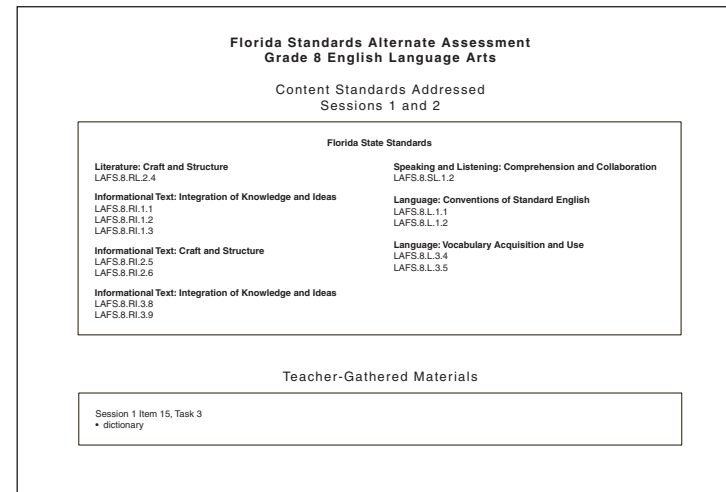 Florida Standards Alternate Assessment
Grade 8 English Language Arts
Content Standards Addressed
Sessions 1 and 2
Florida State Standards
Literature: Craft and Structure
LAFS.8.RL.2.4
Informational Text: Integration of Knowledge and Ideas
LAFS.8.RI.1.1
LAFS.8.RI.1.2
LAFS.8.RI.1.3
Informational Text: Craft and Structure
LAFS.8.RI.2.5
LAFS.8.RI.2.6
Informational Text: Integration of Knowledge and Ideas
LAFS.8.RI.3.8
LAFS.8.RI.3.9
Speaking and Listening: Comprehension and Collaboration
LAFS.8.SL.1.2
Language: Conventions of Standard English
LAFS.8.L.1.1
LAFS.8.L.1.2
Language: Vocabulary Acquisition and Use
LAFS.8.L.3.4
LAFS.8.L.3.5
Teacher-Gathered Materials
Session 1 Item 15, Task 3
• dictionary